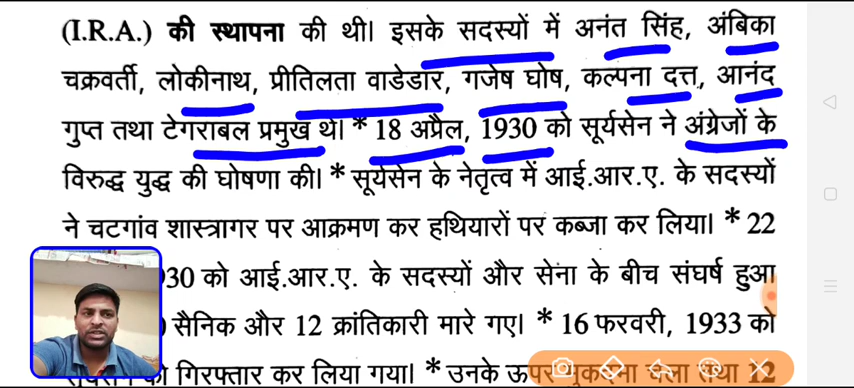 (I.R.A.) की स्थापना की थी। इसके सदस्यों में अनंत सिंह, अंबिका
चक्रवर्ती, लोकीनाथ, प्रीतिलता वाडेडार, गजेष घोष, कल्पना दत्त, आनंद
गुप्त तथा टेगराबल प्रमुख थे। * 18 अप्रैल, 1930 को सूर्यसेन ने अंग्रेजों के
विरुद्ध युद्ध की घोषणा की। * सूर्यसेन के नेतृत्व में आई.आर.ए. के सदस्यों
ने चटगांव शास्त्रागर पर आक्रमण कर हथियारों पर कब्जा कर लिया। * 22
30 को आई.आर.ए. के सदस्यों और सेना के बीच संघर्ष हुआ
सैनिक और 12 क्रांतिकारी मारे गए। * 16 फरवरी, 1933 को
गिरफ्तार कर लिया गया। * उनके ऊपर